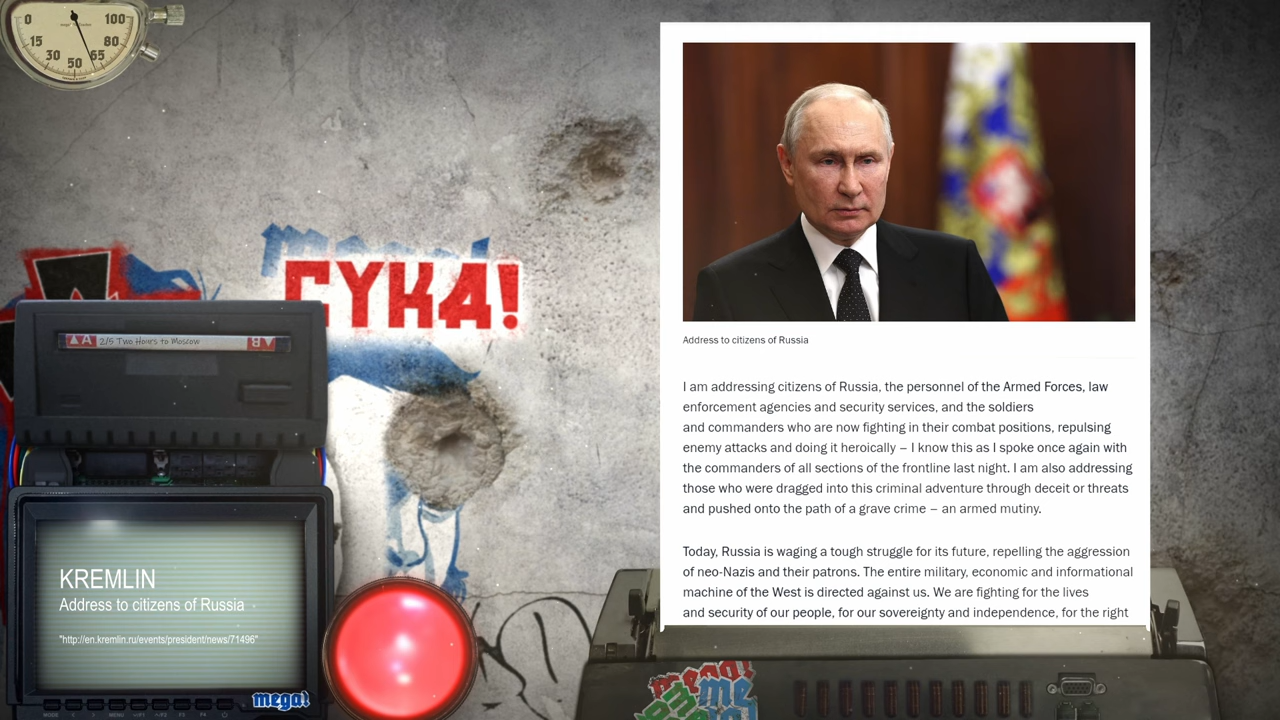 0
100
15
80
30
65
50
mega!
СУКА!
2/5 Two Hours to Moscow
KREMLIN
Address to citizens of Russia
"http://en.kremlin.ru/events/president/news/71496"
mega!
Address to citizens of Russia
I am addressing citizens of Russia, the personnel of the Armed Forces, law
enforcement agencies and security services, and the soldiers
and commanders who are now fighting in their combat positions, repulsing
enemy attacks and doing it heroically – I know this as I spoke once again with
the commanders of all sections of the frontline last night. I am also addressing
those who were dragged into this criminal adventure through deceit or threats
and pushed onto the path of a grave crime – an armed mutiny.
Today, Russia is waging a tough struggle for its future, repelling the aggression
of neo-Nazis and their patrons. The entire military, economic and informational
machine of the West is directed against us. We are fighting for the lives
and security of our people, for our sovereignty and independence, for the right
mega!
me